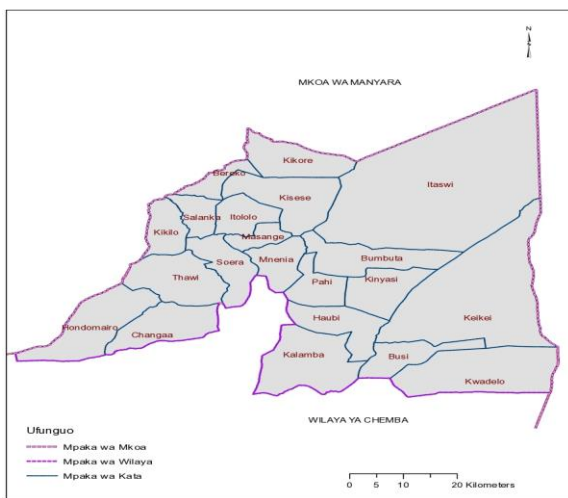 N
MKOA WA MANYARA
Kikore
Bereko
Itaswi
Kisese
Salanka
Itololo
Kikilo
Masange
Soera
Mnenia
Bumbuta
Thawi
Pahi
Kinyasi
Haubi
Keikei
Hondomairo
Changaa
Kalamba
Busi
Kwadelo
WILAYA YA CHEMBA
Ufunguo
Mpaka wa Mkoa
Mpaka wa Wilaya
Mpaka wa Kata
0 5 10 20 Kilometers